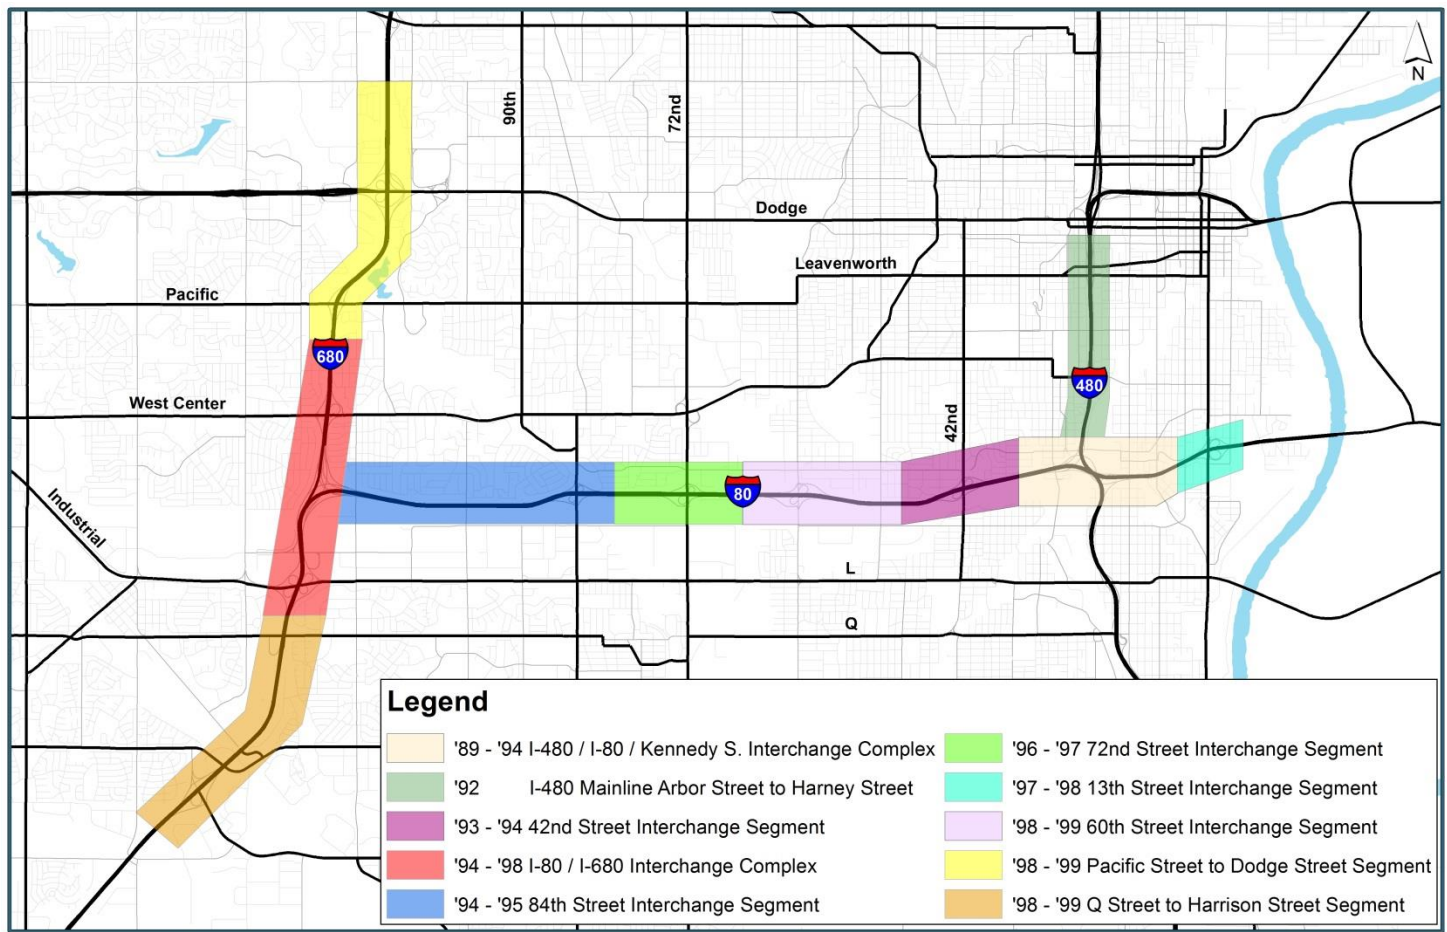 N
90th
72nd
Dodge
Leavenworth
Pacific
680
480
West Center
42nd
80
Industrial
L
Q
Legend
'89 - '94 I-480 / I-80 / Kennedy S. Interchange Complex
'92 I-480 Mainline Arbor Street to Harney Street
'93 - '94 42nd Street Interchange Segment
'94 - '98 I-80 / I-680 Interchange Complex
'94 - '95 84th Street Interchange Segment
'96 - '97 72nd Street Interchange Segment
'97 - '98 13th Street Interchange Segment
'98 - '99 60th Street Interchange Segment
'98 - '99 Pacific Street to Dodge Street Segment
'98 - '99 Q Street to Harrison Street Segment